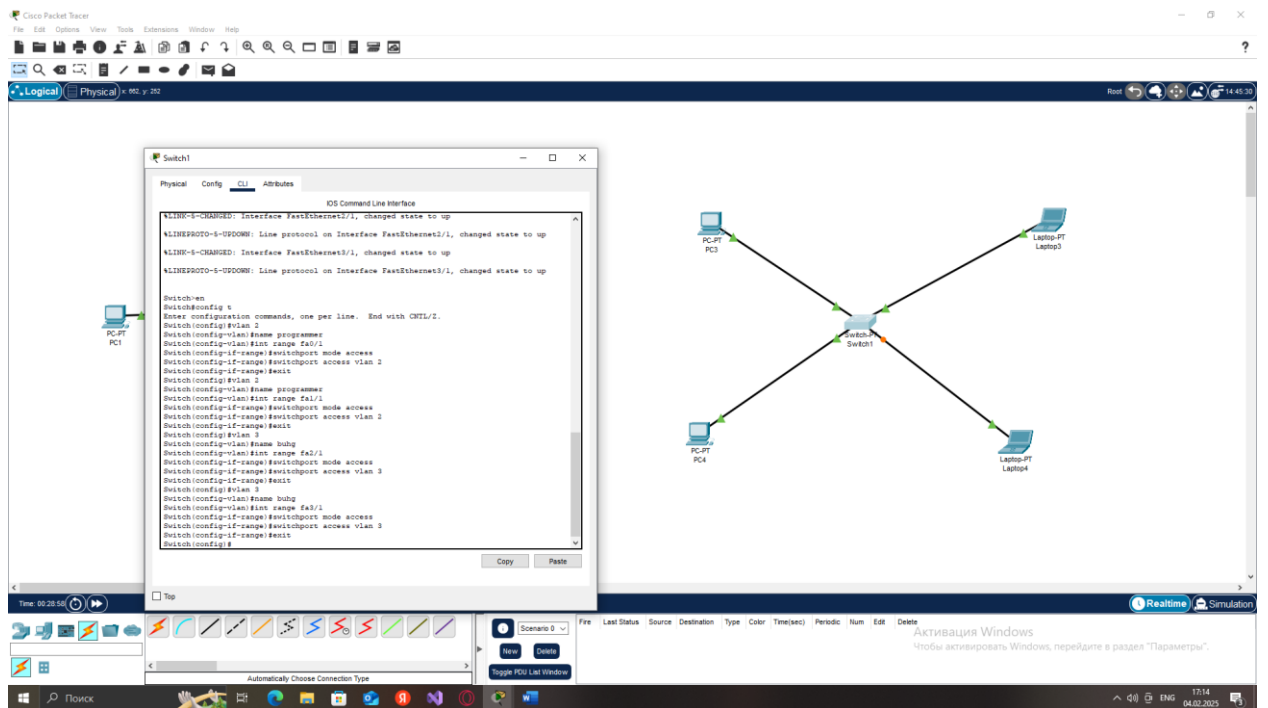 Cisco Packet Tracer
File Edit Options View Tools Extensions Window Help
?
Logical Physical x: 662, y: 252 Root 14:45:30
Switch1
Physical Config CLI Attributes
IOS Command Line Interface
%LINK-5-CHANGED: Interface FastEthernet2/1, changed state to up
%LINEPROTO-5-UPDOWN: Line protocol on Interface FastEthernet2/1, changed state to up
%LINK-5-CHANGED: Interface FastEthernet3/1, changed state to up
%LINEPROTO-5-UPDOWN: Line protocol on Interface FastEthernet3/1, changed state to up
Switch>en
Switch#config t
Enter configuration commands, one per line. End with CNTL/Z.
Switch(config)#vlan 2
Switch(config-vlan)#name programmer
Switch(config-vlan)#int range fa0/1
Switch(config-if-range)#switchport mode access
Switch(config-if-range)#switchport access vlan 2
Switch(config-if-range)#exit
Switch(config)#vlan 2
Switch(config-vlan)#name programmer
Switch(config-vlan)#int range fa1/1
Switch(config-if-range)#switchport mode access
Switch(config-if-range)#switchport access vlan 2
Switch(config-if-range)#exit
Switch(config)#vlan 3
Switch(config-vlan)#name buhg
Switch(config-vlan)#int range fa2/1
Switch(config-if-range)#switchport mode access
Switch(config-if-range)#switchport access vlan 3
Switch(config-if-range)#exit
Switch(config)#vlan 3
Switch(config-vlan)#name buhg
Switch(config-vlan)#int range fa3/1
Switch(config-if-range)#switchport mode access
Switch(config-if-range)#switchport access vlan 3
Switch(config-if-range)#exit
Switch(config)#
Copy Paste
Top
PC-PT
PC1
PC-PT
PC3
Laptop-PT
Laptop3
Switch-PT
Switch1
PC-PT
PC4
Laptop-PT
Laptop4
Time: 00:28:58 Realtime Simulation
Scenario 0
New Delete
Toggle PDU List Window
Fire Last Status Source Destination Type Color Time(sec) Periodic Num Edit Delete
Automatically Choose Connection Type
Активация Windows
Чтобы активировать Windows, перейдите в раздел "Параметры".
Поиск
Я
ENG
17:14
04.02.2025
3